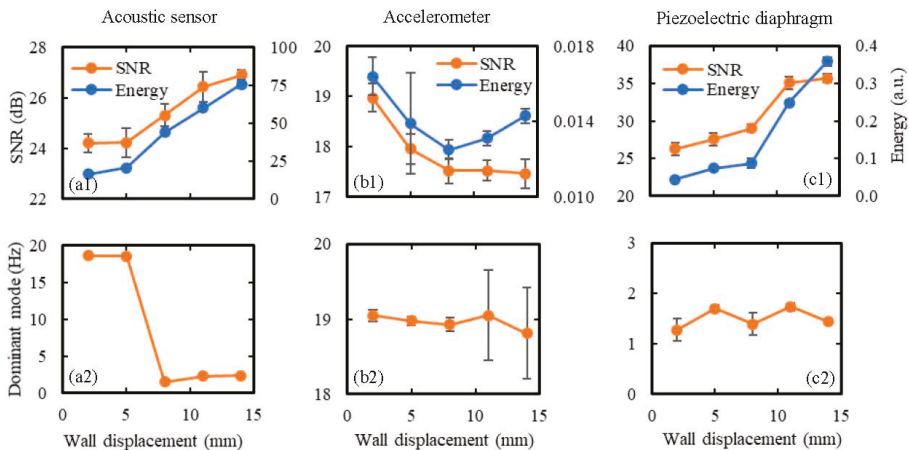 Acoustic sensor
Accelerometer
Piezoelectric diaphragm
28
26
24
22
SNR (dB)
SNR
Energy
(a1)
100
75
50
25
0
20
19
18
17
SNR
Energy
(b1)
0.018
0.014
0.010
40
35
30
25
20
SNR
Energy
(c1)
0.4
0.3
0.2
0.1
0.0
Energy (a.u.)
20
15
10
5
0
Dominant mode (Hz)
(a2)
0 5 10 15
Wall displacement (mm)
20
19
18
(b2)
0 5 10 15
Wall displacement (mm)
3
2
1
0
(c2)
0 5 10 15
Wall displacement (mm)